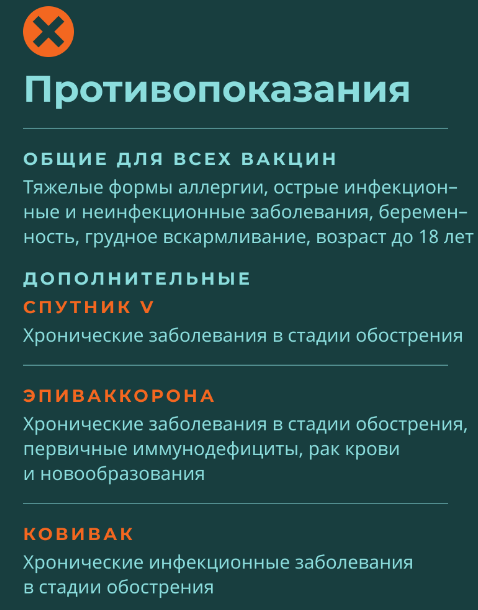 Противопоказания
ОБЩИЕ ДЛЯ ВСЕХ ВАКЦИН
Тяжелые формы аллергии, острые инфекцион–
ные и неинфекционные заболевания, беремен–
ность, грудное вскармливание, возраст до 18 лет
ДОПОЛНИТЕЛЬНЫЕ
СПУТНИК V
Хронические заболевания в стадии обострения
ЭПИВАККОРОНА
Хронические заболевания в стадии обострения,
первичные иммунодефициты, рак крови
и новообразования
КОВИВАК
Хронические инфекционные заболевания
в стадии обострения